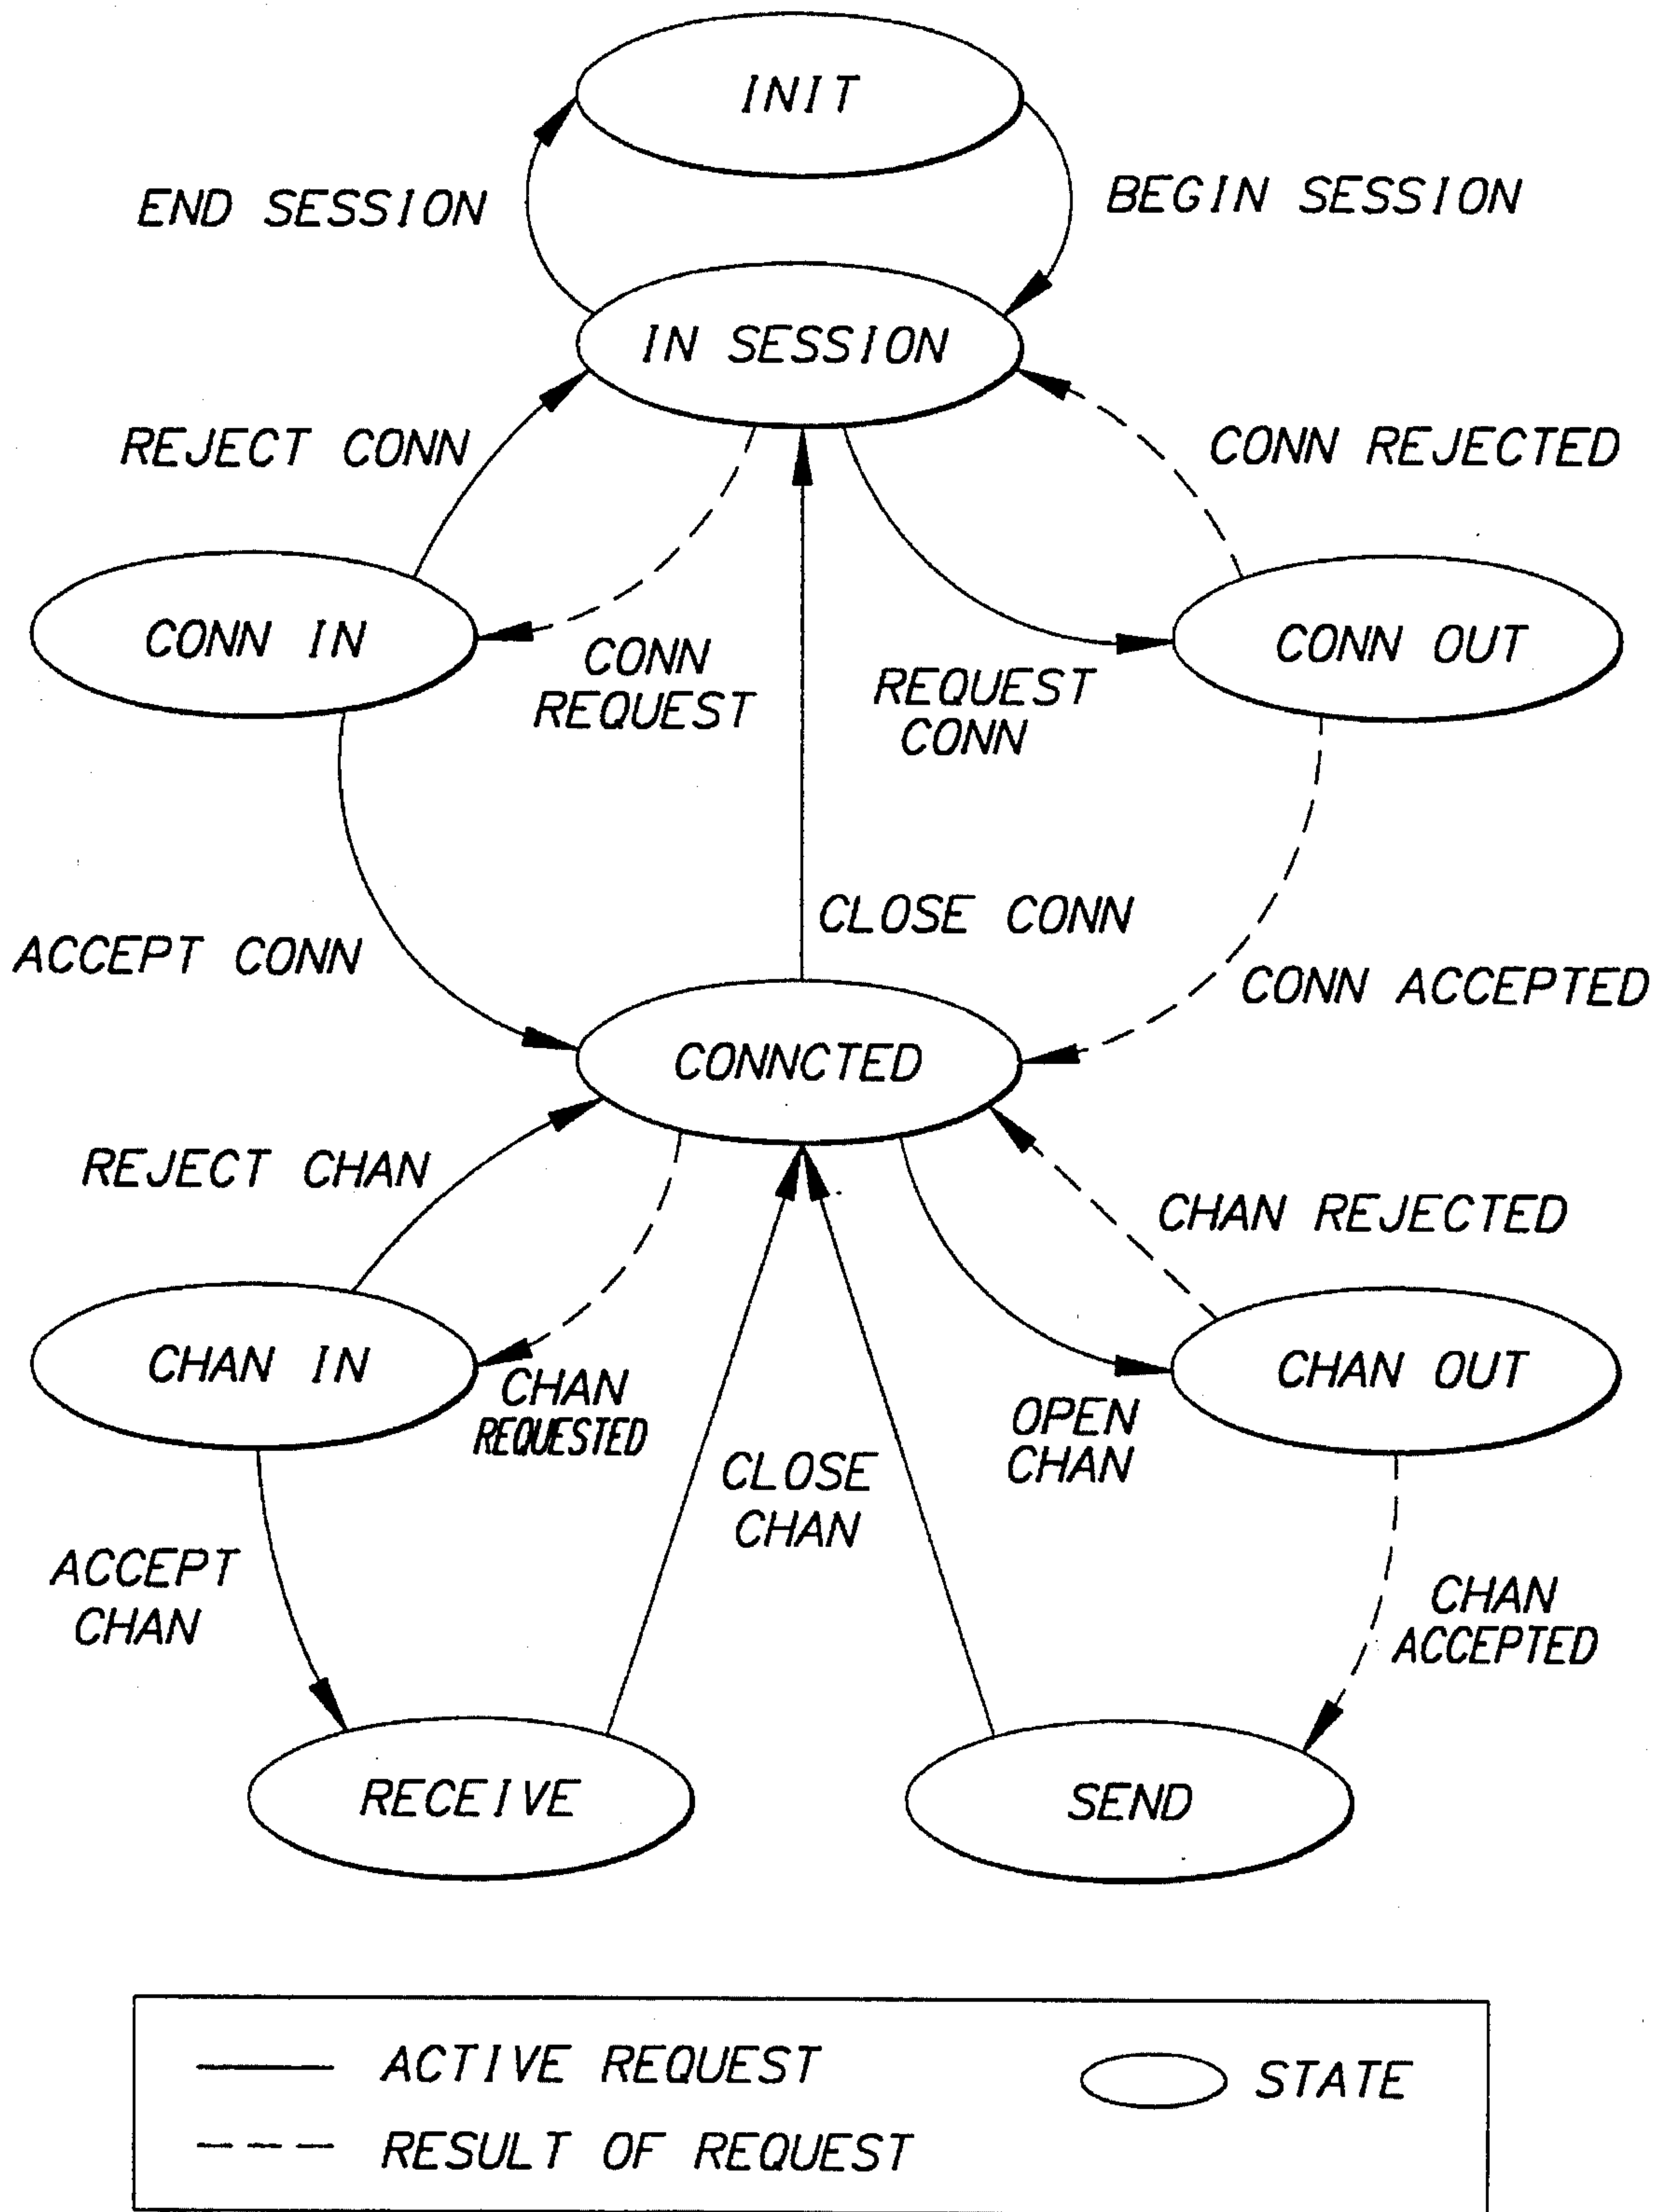 INIT
END SESSION
BEGIN SESSION
IN SESSION
REJECT CONN
CONN REJECTED
CONN IN
CONN
REQUEST
REQUEST
CONN
CONN OUT
CLOSE CONN
ACCEPT CONN
CONN ACCEPTED
CONNCTED
REJECT CHAN
CHAN REJECTED
CHAN IN
CHAN
REQUESTED
OPEN
CHAN
CHAN OUT
CLOSE
CHAN
ACCEPT
CHAN
CHAN
ACCEPTED
RECEIVE
SEND
ACTIVE REQUEST
STATE
RESULT OF REQUEST